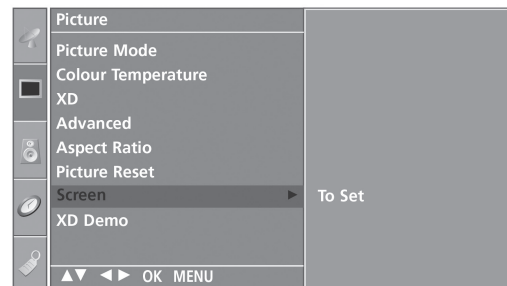 Picture
Picture Mode
Colour Temperature
XD
Advanced
Aspect Ratio
Picture Reset
Screen ► To Set
XD Demo
▲▼ ◄► OK MENU